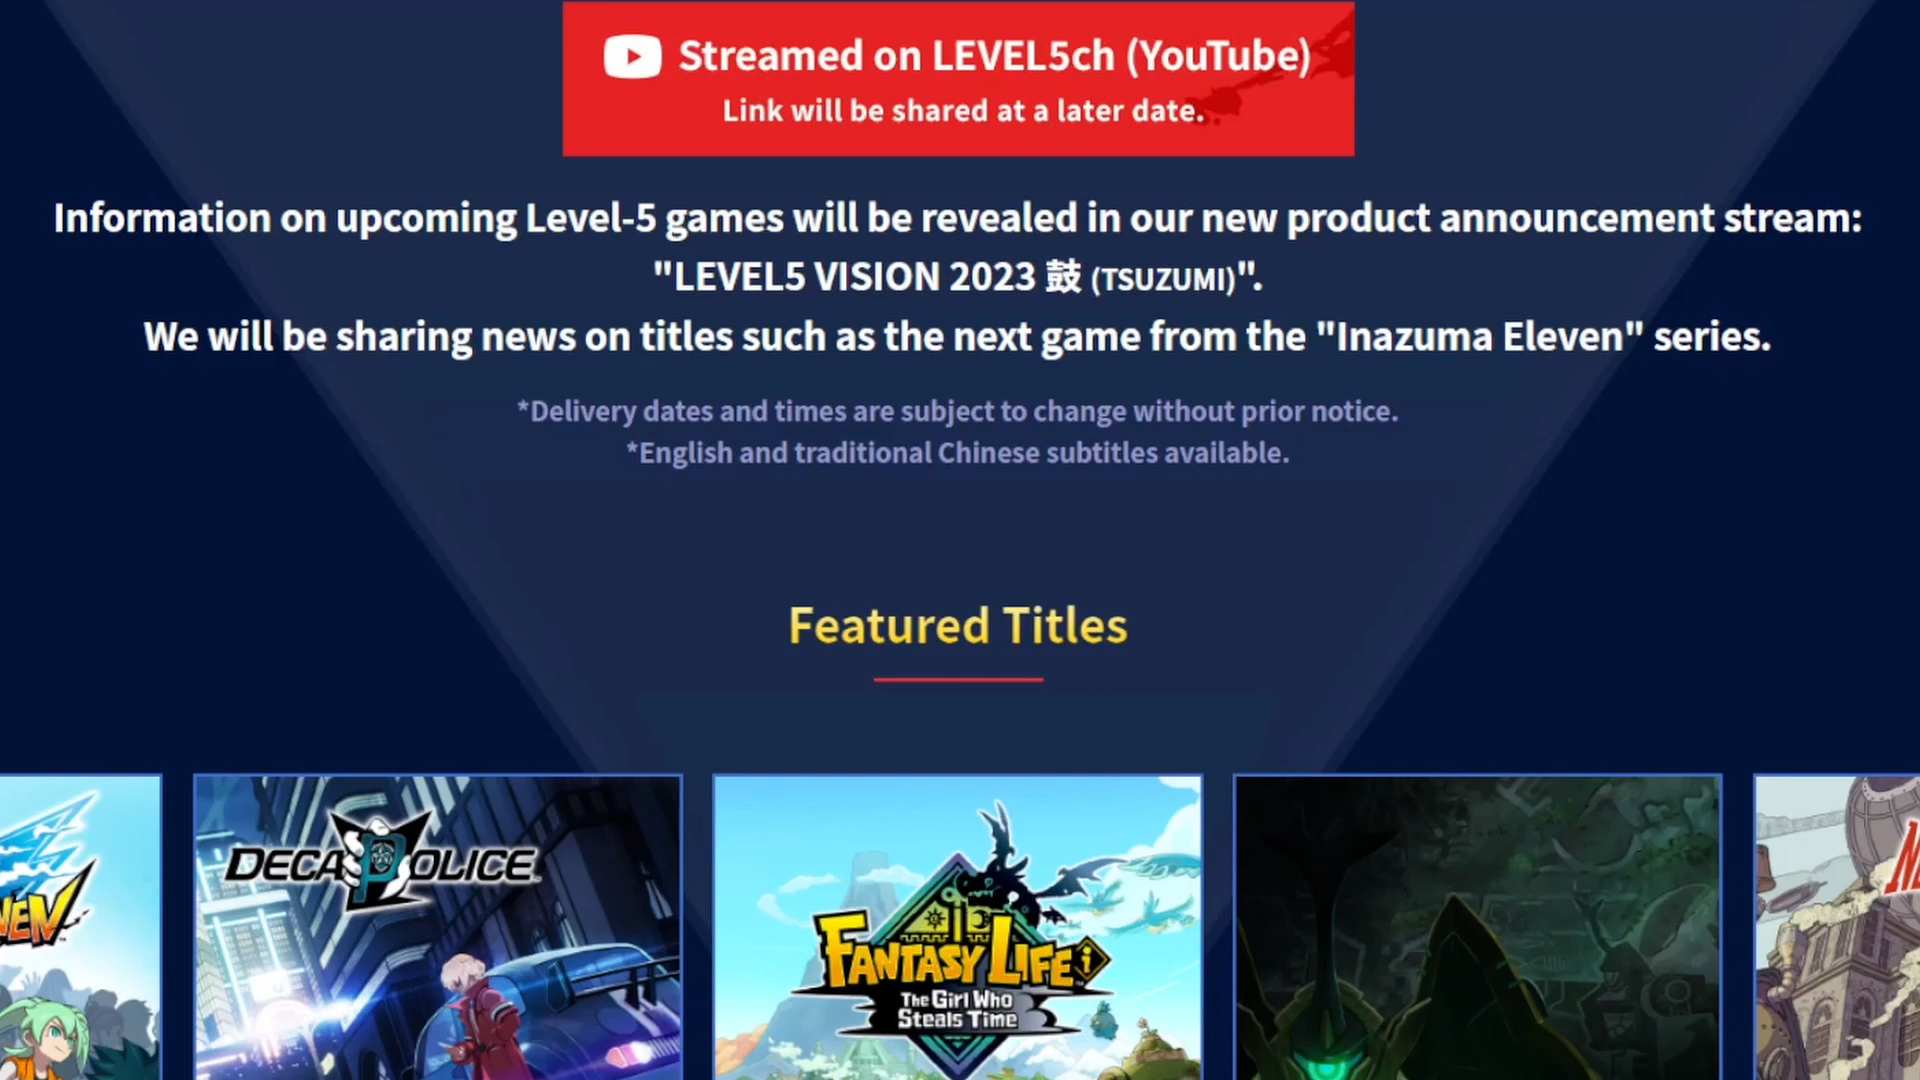 Streamed on LEVEL5ch (YouTube)
Link will be shared at a later date.
Information on upcoming Level-5 games will be revealed in our new product announcement stream:
"LEVEL5 VISION 2023 鼓 (TSUZUMI)".
We will be sharing news on titles such as the next game from the "Inazuma Eleven" series.
*Delivery dates and times are subject to change without prior notice.
*English and traditional Chinese subtitles available.
Featured Titles
DECAPOLICE
FANTASY LIFE i
The Girl Who
Steals Time